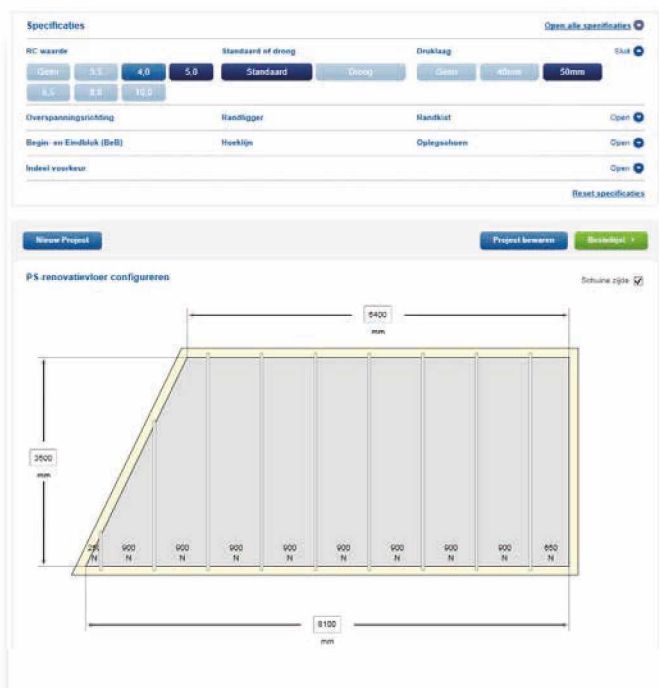 Specificaties Open alle specificaties
RC waarde Standaard of drong Druklaag Sluit
Geen 3,5 4,0 5,0 Standaard Drong Geen 40mm 50mm
6,5 8,0 10,0
Overspanningsrichting Randligger Randkist Open
Begin- en Eindblok (BeB) Hoeklijn Oplegschoen Open
Indeel voorkeur Open
Reset specificaties
Nieuw Project Project bewaren Bestellijst
PS-renovatievloer configureren Schuine zijde
6400
mm
3500
mm
900 900 900 900 900 900 900 900 650
N N N N N N N N N N
8100
mm